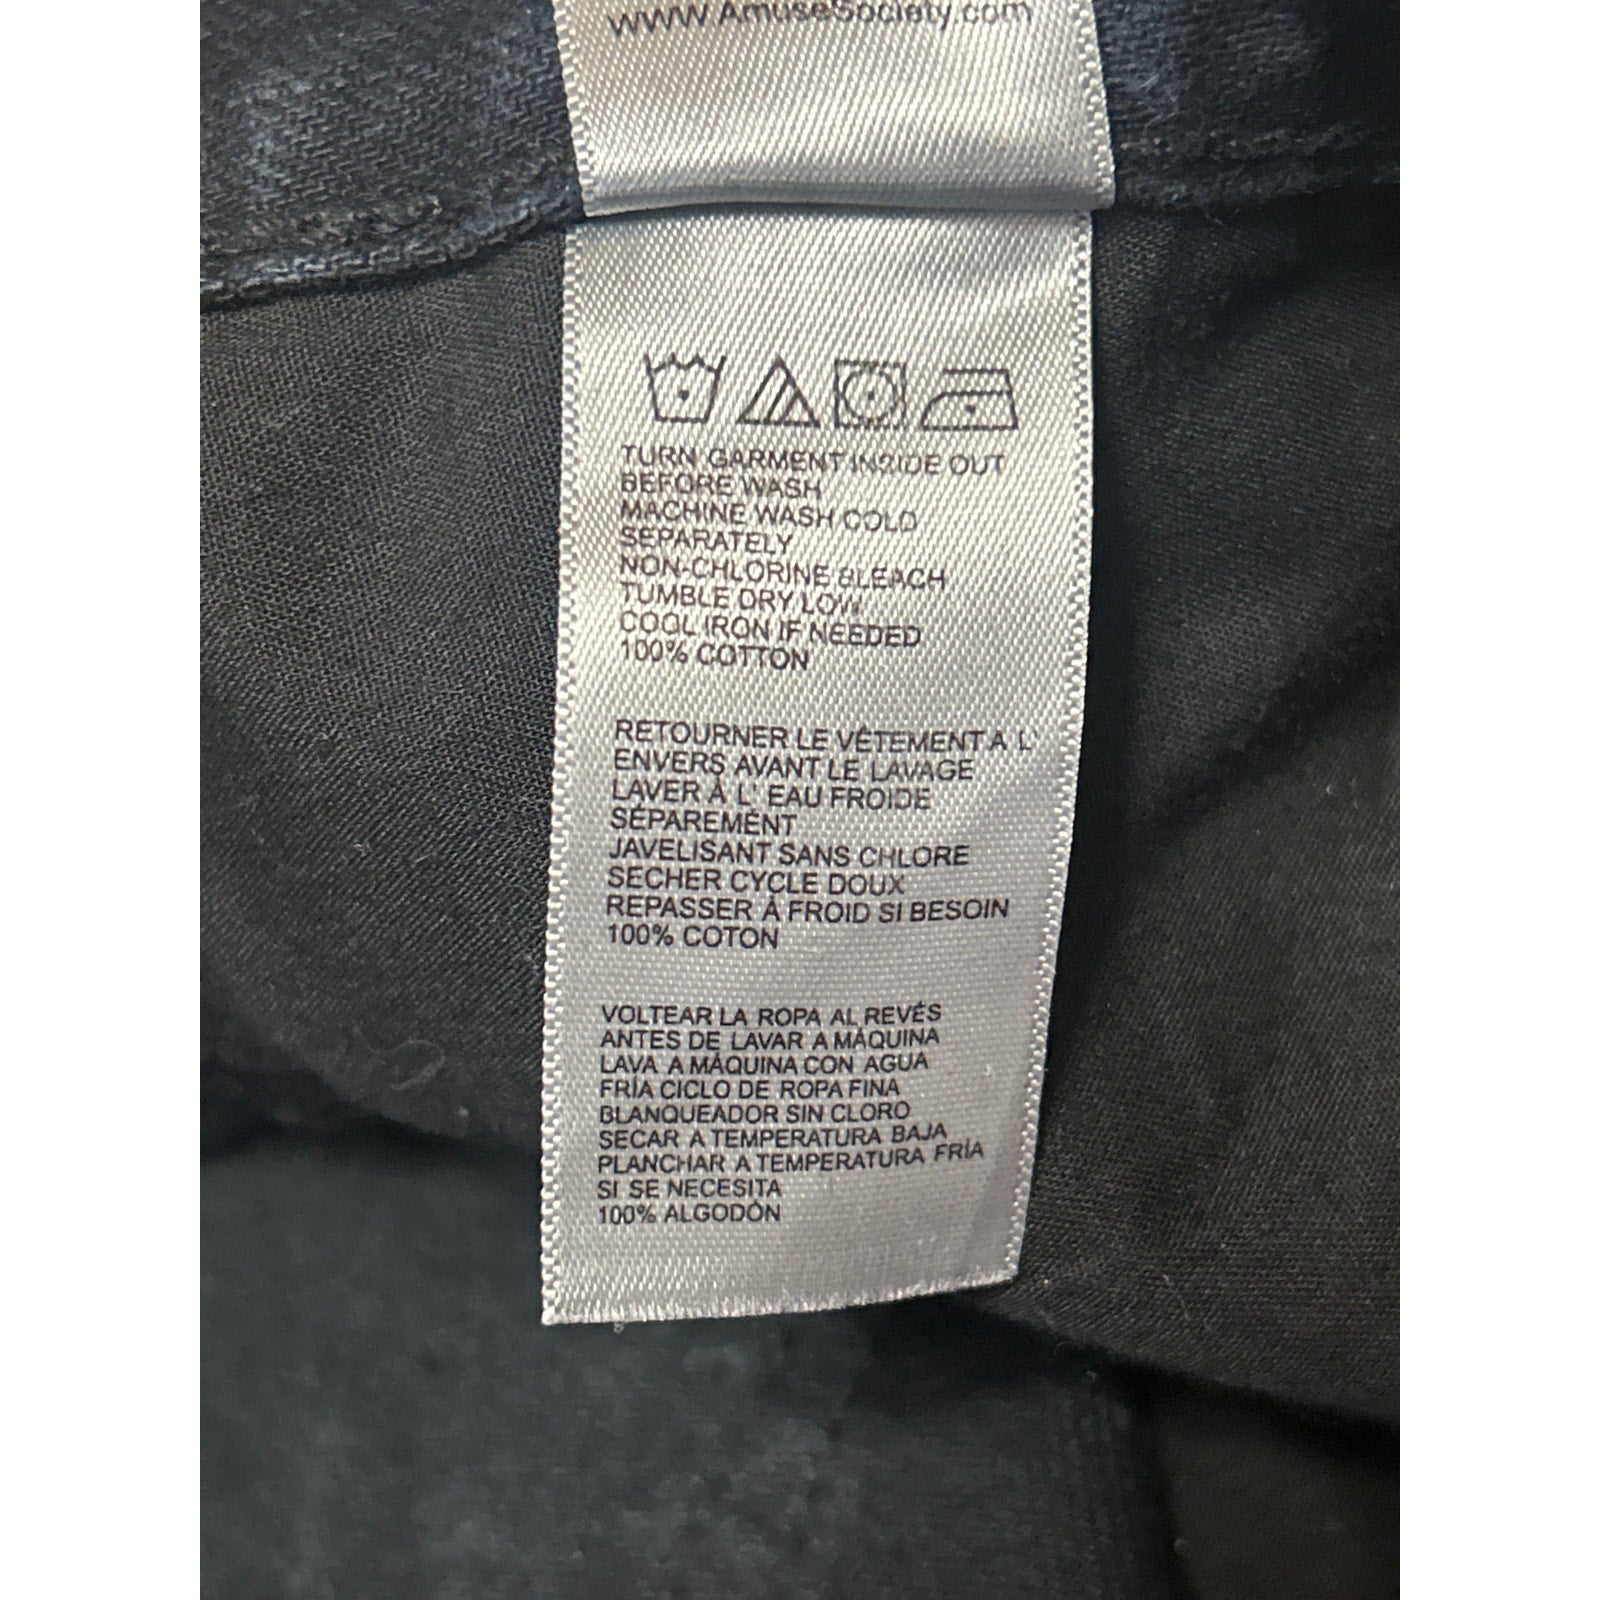 www.AmuseSociety.com
TURN GARMENT INSIDE OUT
BEFORE WASH
MACHINE WASH COLD
SEPARATELY
NON-CHLORINE BLEACH
TUMBLE DRY LOW
COOL IRON IF NEEDED
100% COTTON
RETOURNER LE VÊTEMENT A L'
ENVERS AVANT LE LAVAGE
LAVER À L' EAU FROIDE
SÉPAREMÉNT
JAVELISANT SANS CHLORE
SECHER CYCLE DOUX
REPASSER À FROID SI BESOIN
100% COTON
VOLTEAR LA ROPA AL REVÉS
ANTES DE LAVAR A MÁQUINA
LAVA A MÁQUINA CON AGUA
FRÍA CICLO DE ROPA FINA
BLANQUEADOR SIN CLORO
SECAR A TEMPERATURA BAJA
PLANCHAR A TEMPERATURA FRÍA
SI SE NECESITA
100% ALGODÓN